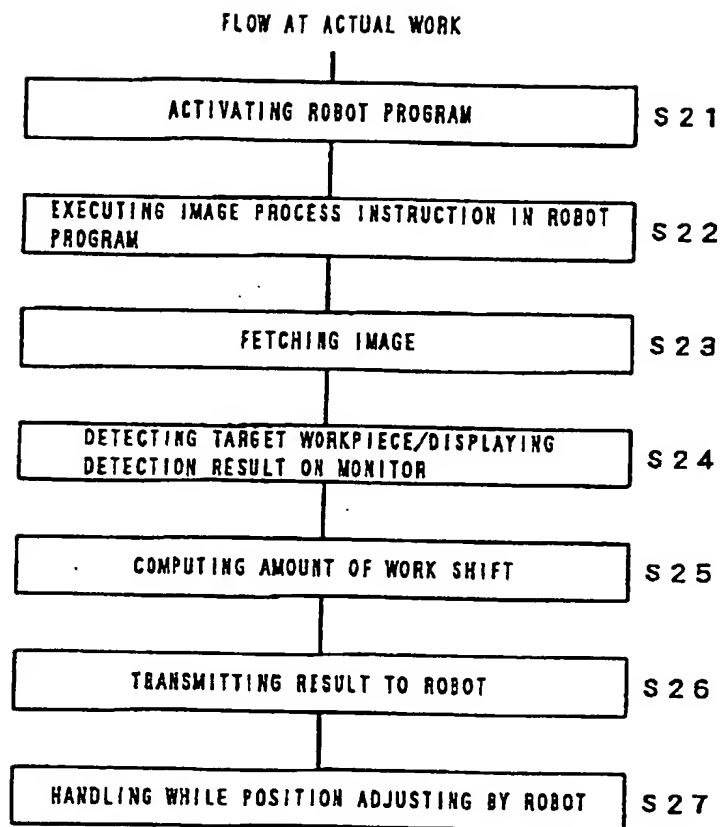 FLOW AT ACTUAL WORK
ACTIVATING ROBOT PROGRAM
S21
EXECUTING IMAGE PROCESS INSTRUCTION IN ROBOT
PROGRAM
S22
FETCHING IMAGE
S23
DETECTING TARGET WORKPIECE/DISPLAYING
DETECTION RESULT ON MONITOR
S24
COMPUTING AMOUNT OF WORK SHIFT
S25
TRANSMITTING RESULT TO ROBOT
S26
HANDLING WHILE POSITION ADJUSTING BY ROBOT
S27